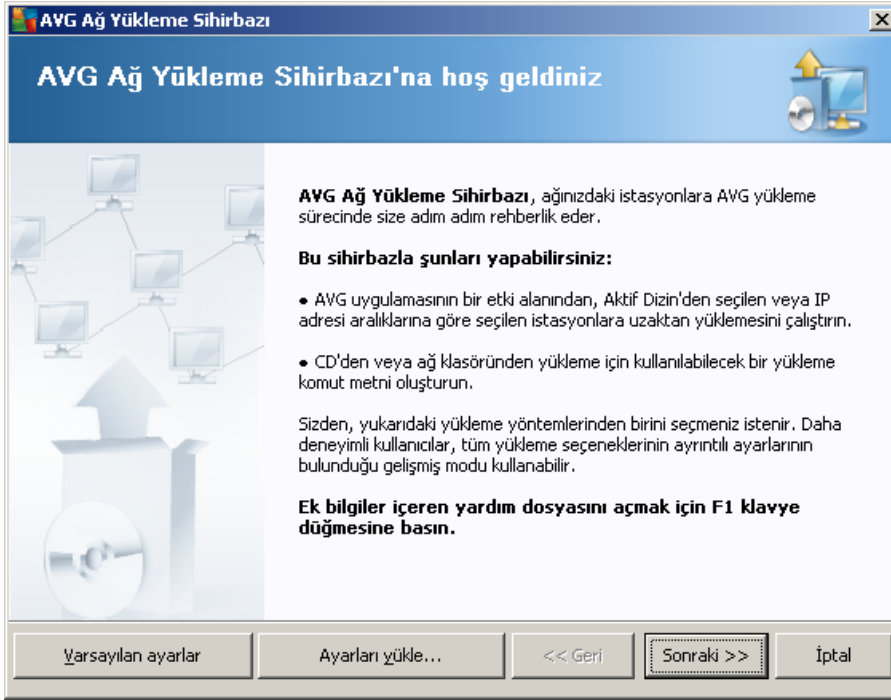 AVG Ağ Yükleme Sihirbazı
AVG Ağ Yükleme Sihirbazı'na hoş geldiniz
AVG Ağ Yükleme Sihirbazı, ağınızdaki istasyonlara AVG yükleme
sürecinde size adım adım rehberlik eder.
Bu sihirbazla şunları yapabilirsiniz:
• AVG uygulamasının bir etki alanından, Aktif Dizin'den seçilen veya IP
adresi aralıklarına göre seçilen istasyonlara uzaktan yüklemesini çalıştırın.
• CD'den veya ağ klasöründen yükleme için kullanılabilecek bir yükleme
komut metni oluşturun.
Sizden, yukarıdaki yükleme yöntemlerinden birini seçmeniz istenir. Daha
deneyimli kullanıcılar, tüm yükleme seçeneklerinin ayrıntılı ayarlarının
bulunduğu gelişmiş modu kullanabilir.
Ek bilgiler içeren yardım dosyasını açmak için F1 klavye
düğmesine basın.
Varsayılan ayarlar Ayarları yükle... << Geri Sonraki >> İptal